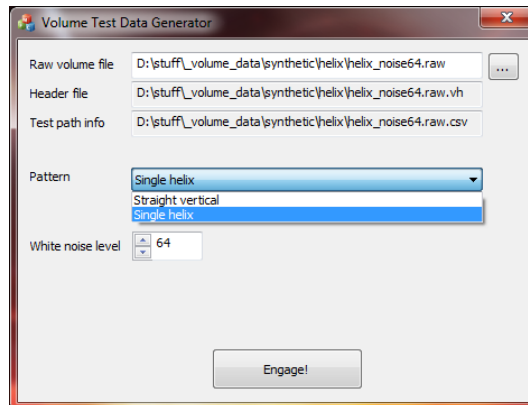 Volume Test Data Generator
Raw volume file D:\stuff\_volume_data\synthetic\helix\helix_noise64.raw ...
Header file D:\stuff\_volume_data\synthetic\helix\helix_noise64.raw.vh
Test path info D:\stuff\_volume_data\synthetic\helix\helix_noise64.raw.csv
Pattern Single helix
Straight vertical
Single helix
White noise level 64
Engage!